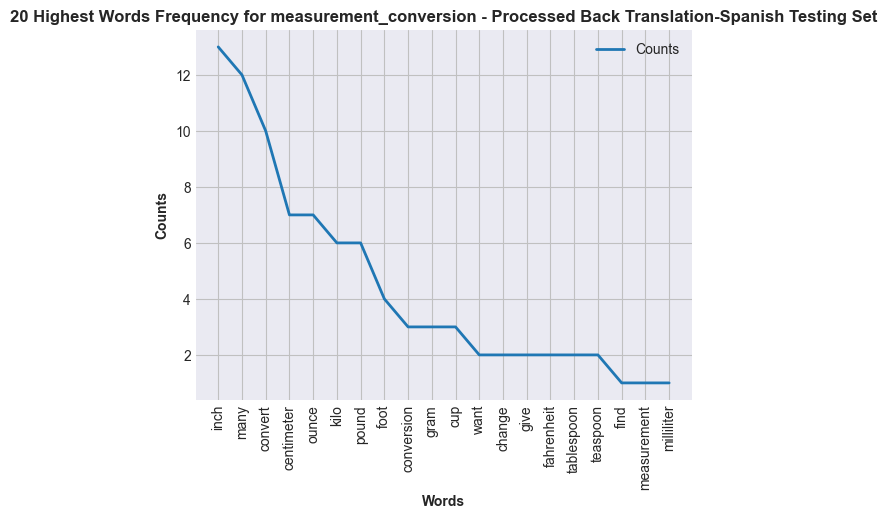 20 Highest Words Frequency for measurement_conversion - Processed Back Translation-Spanish Testing Set
Counts
12
10
8
6
4
2
Counts
inch
many
convert
centimeter
ounce
kilo
pound
foot
conversion
gram
cup
want
change
give
fahrenheit
tablespoon
teaspoon
find
measurement
milliliter
Words